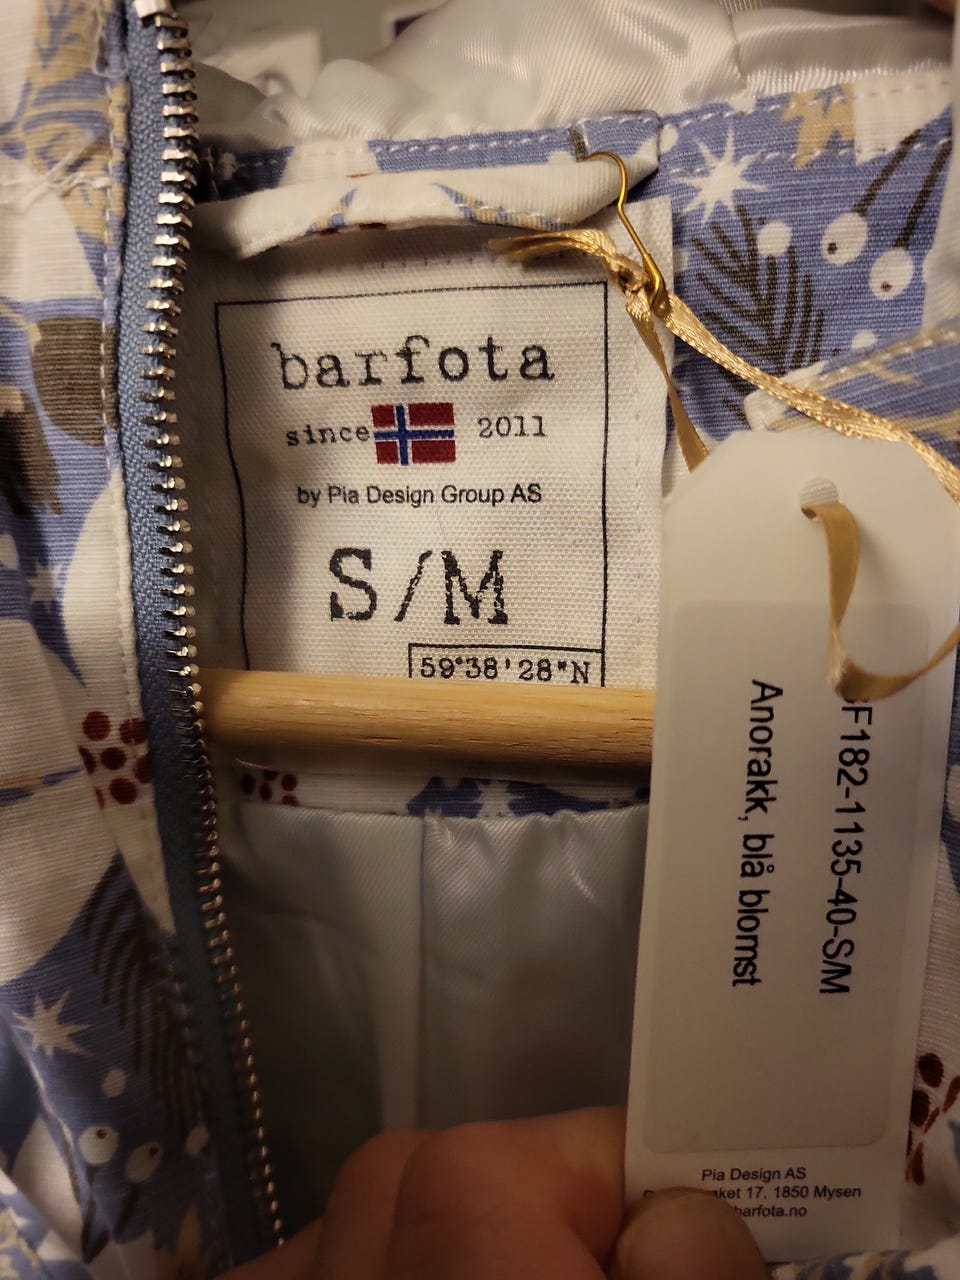 barfota
since 2011
by Pia Design Group AS
S/M
59°38'28"N
F182-1135-40-S/M
Anorakk, blå blomst
Pia Design AS
17, 1850 Mysen
barfota.no